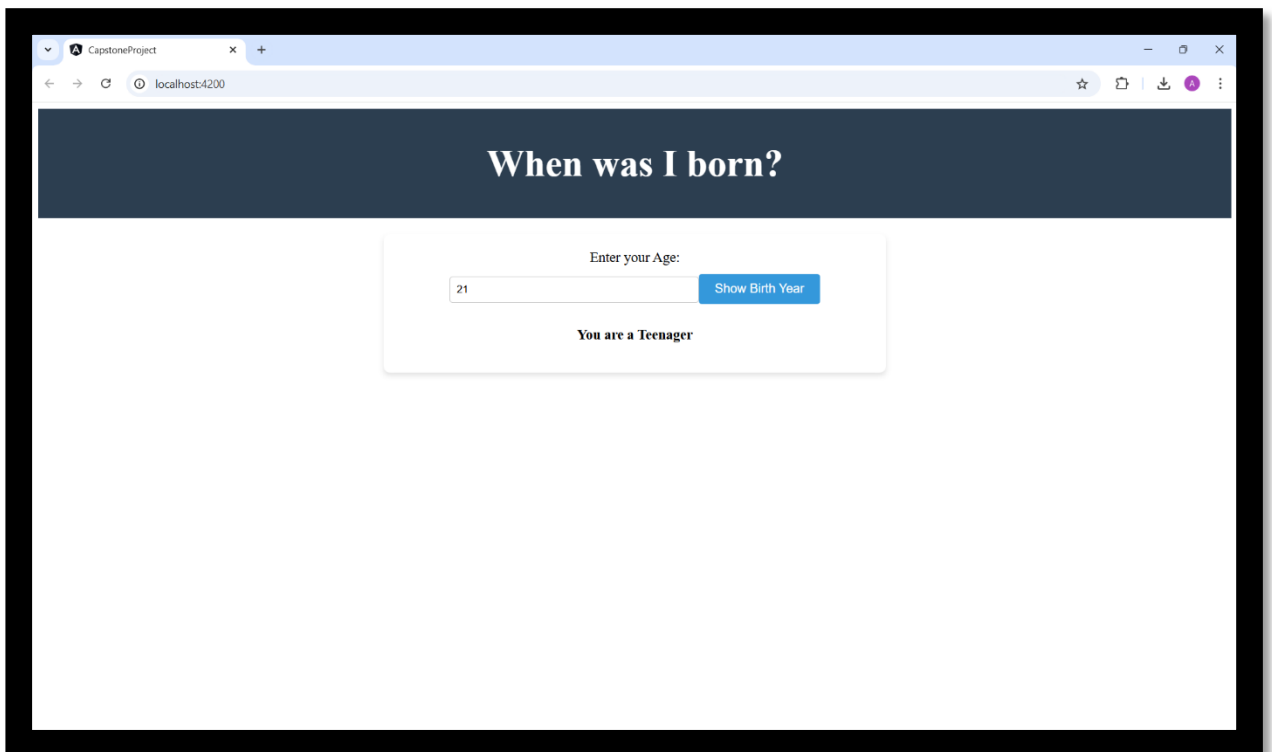 CapstoneProject
localhost:4200
A
When was I born?
Enter your Age:
21
Show Birth Year
You are a Teenager